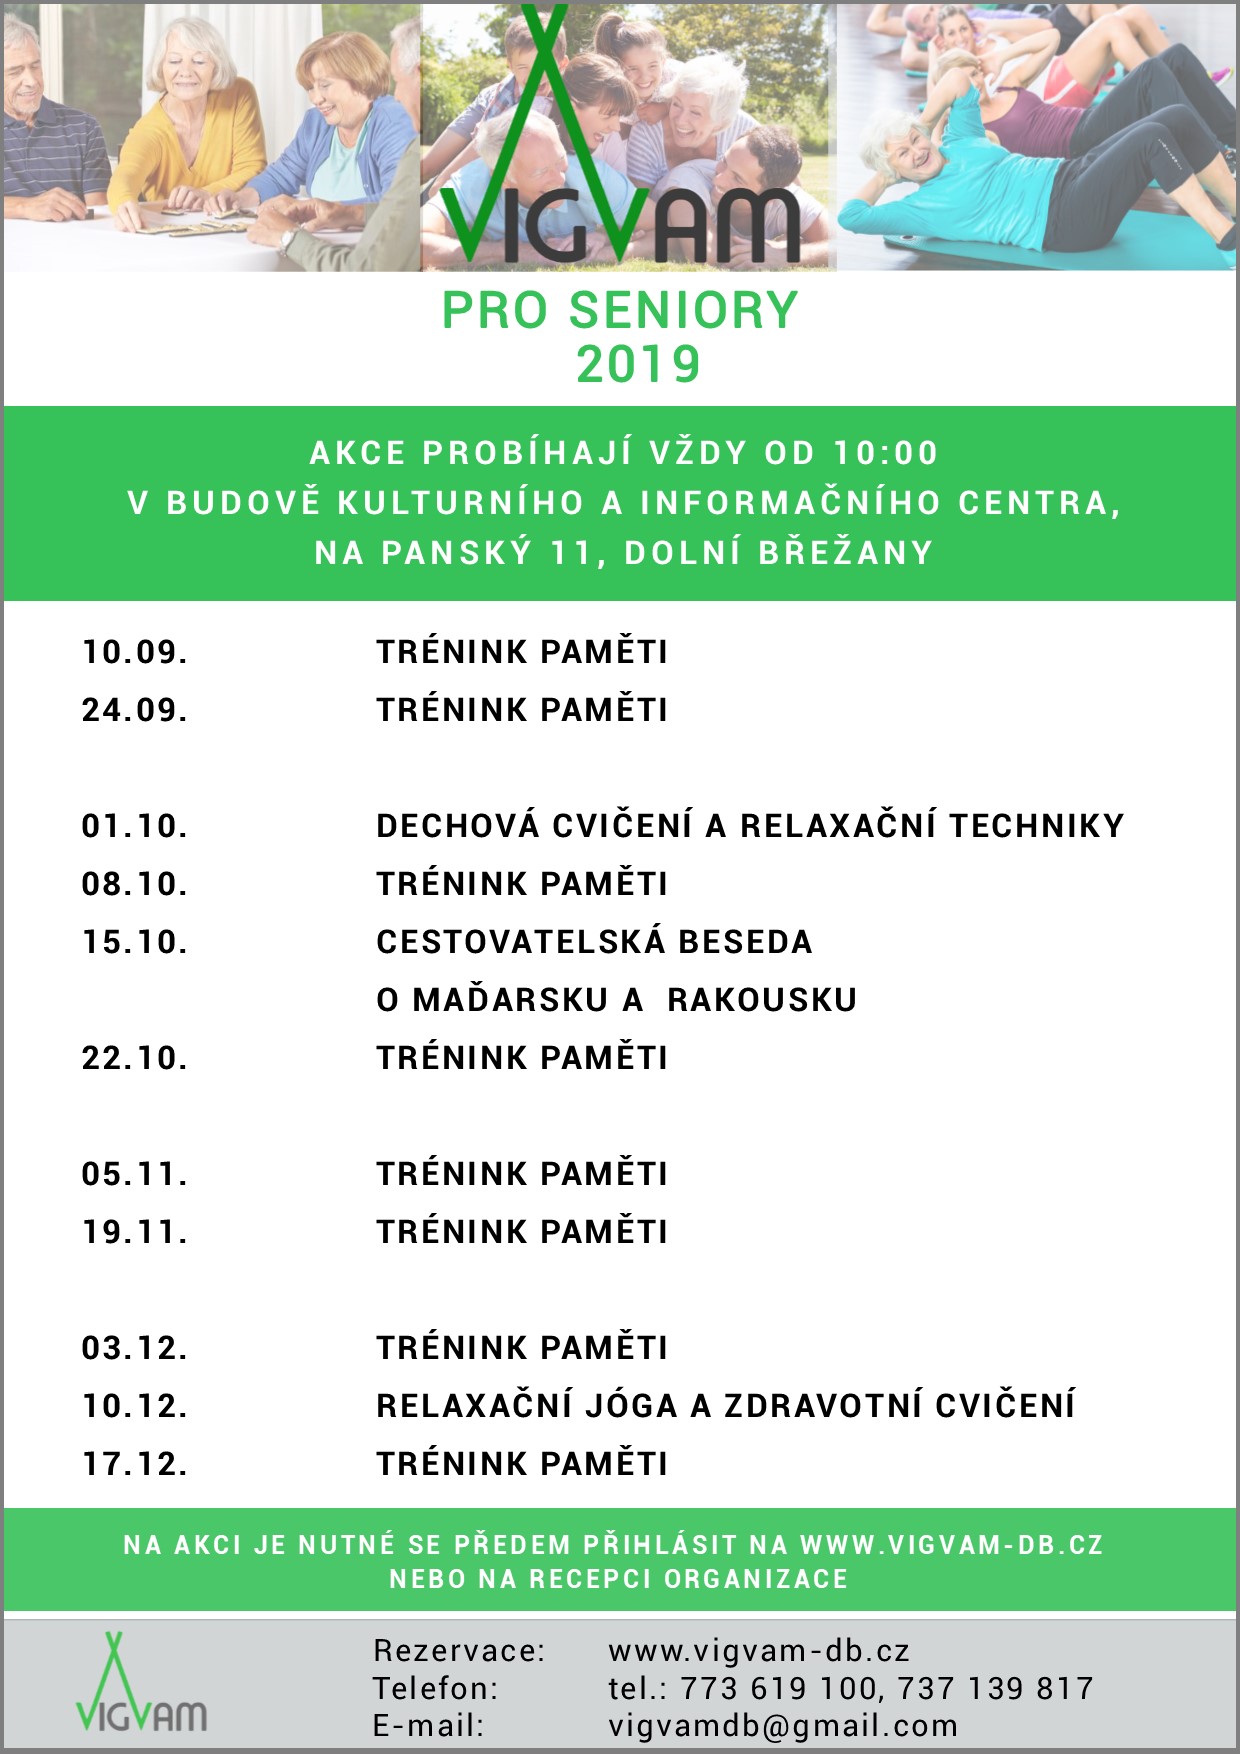 VIGVAM
PRO SENIORY
2019
AKCE PROBÍHAJÍ VŽDY OD 10:00
V BUDOVĚ KULTURNÍHO A INFORMAČNÍHO CENTRA,
NA PANSKÝ 11, DOLNÍ BŘEŽANY
10.09. TRÉNINK PAMĚTI
24.09. TRÉNINK PAMĚTI
01.10. DECHOVÁ CVIČENÍ A RELAXAČNÍ TECHNIKY
08.10. TRÉNINK PAMĚTI
15.10. CESTOVATELSKÁ BESEDA
O MAĎARSKU A RAKOUSKU
22.10. TRÉNINK PAMĚTI
05.11. TRÉNINK PAMĚTI
19.11. TRÉNINK PAMĚTI
03.12. TRÉNINK PAMĚTI
10.12. RELAXAČNÍ JÓGA A ZDRAVOTNÍ CVIČENÍ
17.12. TRÉNINK PAMĚTI
NA AKCI JE NUTNÉ SE PŘEDEM PŘIHLÁSIT NA WWW.VIGVAM-DB.CZ
NEBO NA RECEPCI ORGANIZACE
VIGVAM
Rezervace: www.vigvam-db.cz
Telefon: tel.: 773 619 100, 737 139 817
E-mail: vigvamdb@gmail.com